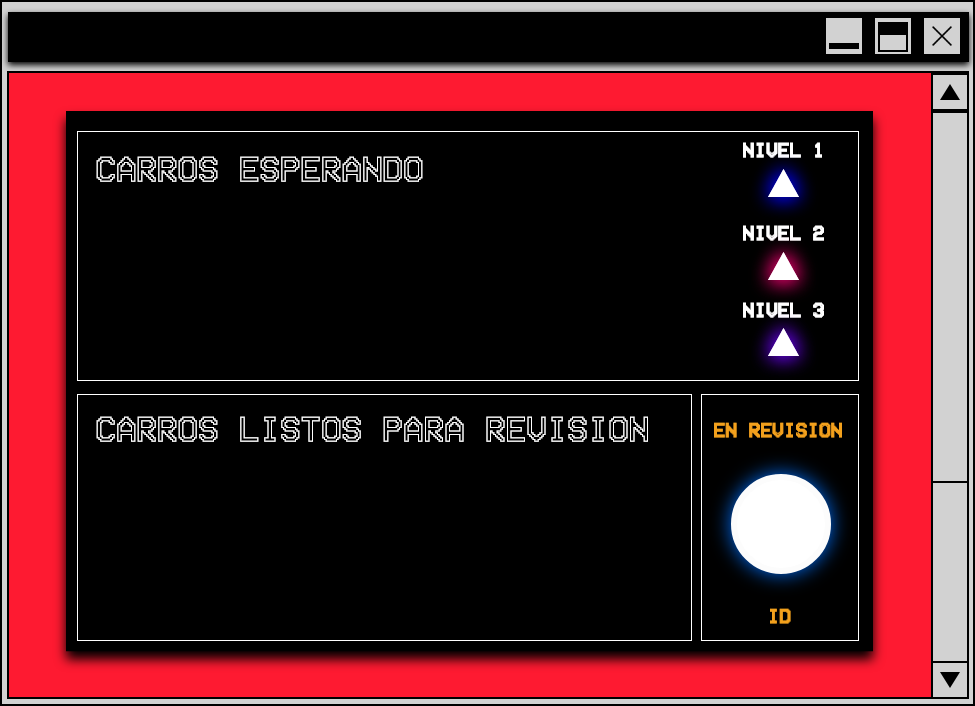 CARROS ESPERANDO
NIVEL 1
NIVEL 2
NIVEL 3
CARROS LISTOS PARA REVISION
EN REVISION
ID